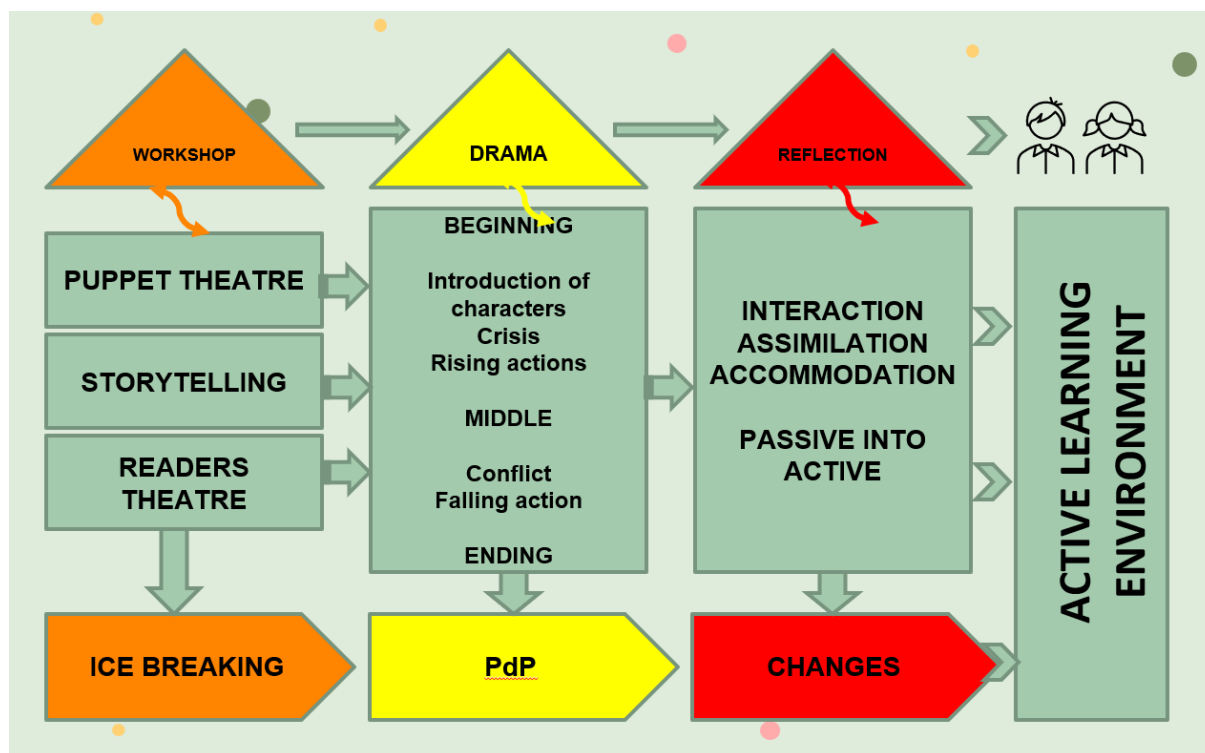 WORKSHOP
DRAMA
REFLECTION
PUPPET THEATRE
STORYTELLING
READERS
THEATRE
BEGINNING
Introduction of
characters
Crisis
Rising actions
MIDDLE
Conflict
Falling action
ENDING
INTERACTION
ASSIMILATION
ACCOMMODATION
PASSIVE INTO
ACTIVE
ACTIVE LEARNING
ENVIRONMENT
ICE BREAKING
PdP
CHANGES